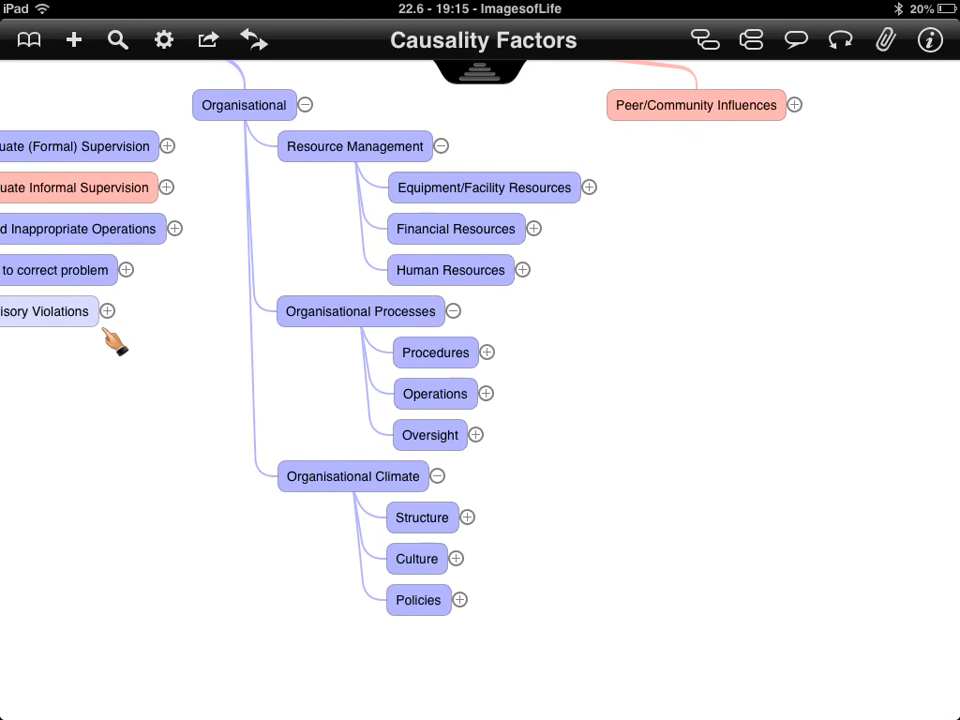 iPad 22.6 - 19:15 - ImagesofLife 20%
Causality Factors
Organisational
Peer/Community Influences
uate (Formal) Supervision
Resource Management
uate Informal Supervision
Equipment/Facility Resources
d Inappropriate Operations
Financial Resources
to correct problem
Human Resources
isory Violations
Organisational Processes
Procedures
Operations
Oversight
Organisational Climate
Structure
Culture
Policies